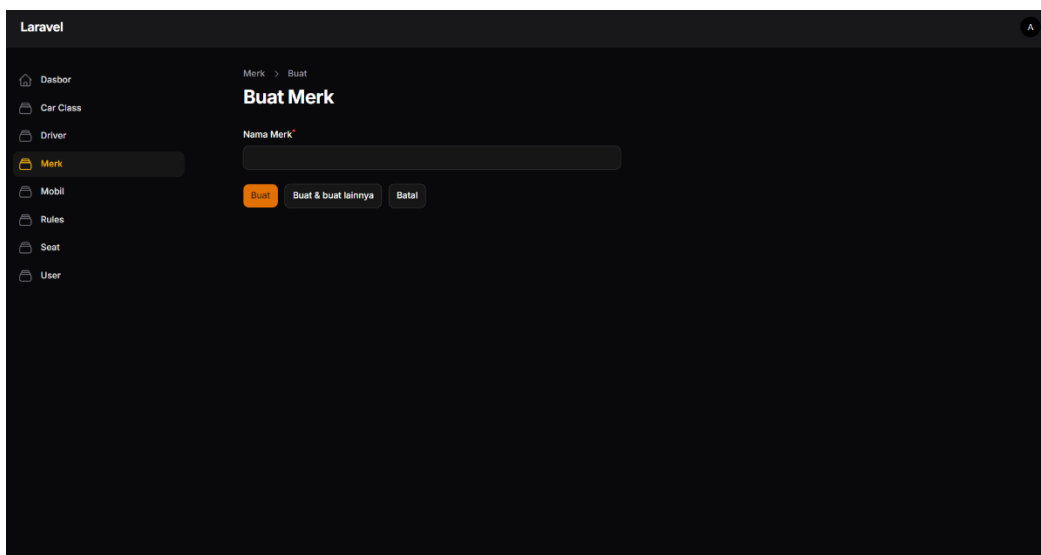 Laravel
A
Dasbor
Car Class
Driver
Merk
Mobil
Rules
Seat
User
Merk > Buat
Buat Merk
Nama Merk*
Buat
Buat & buat lainnya
Batal